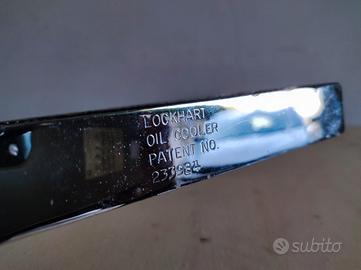 LOCKHART
OIL COOLER
PATENT NO.
subito